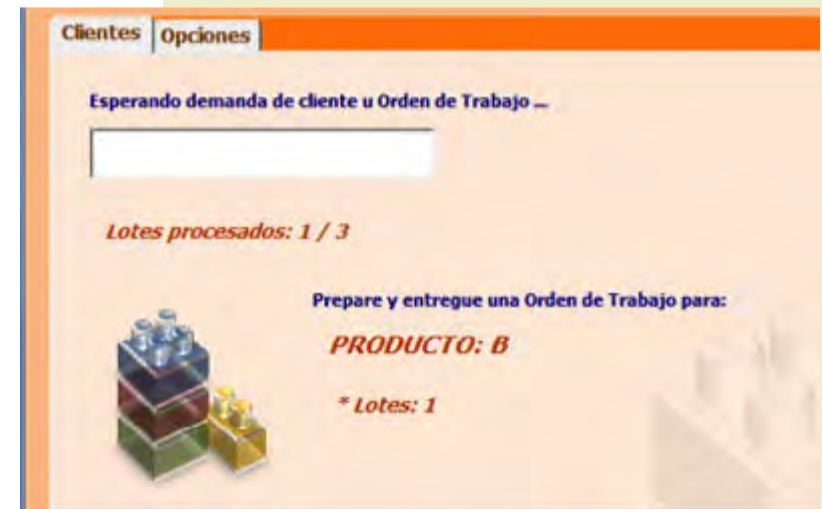 Clientes
Opciones
Esperando demanda de cliente u Orden de Trabajo ...
Lotes procesados: 1 / 3
Prepare y entregue una Orden de Trabajo para:
PRODUCTO: B
* Lotes: 1